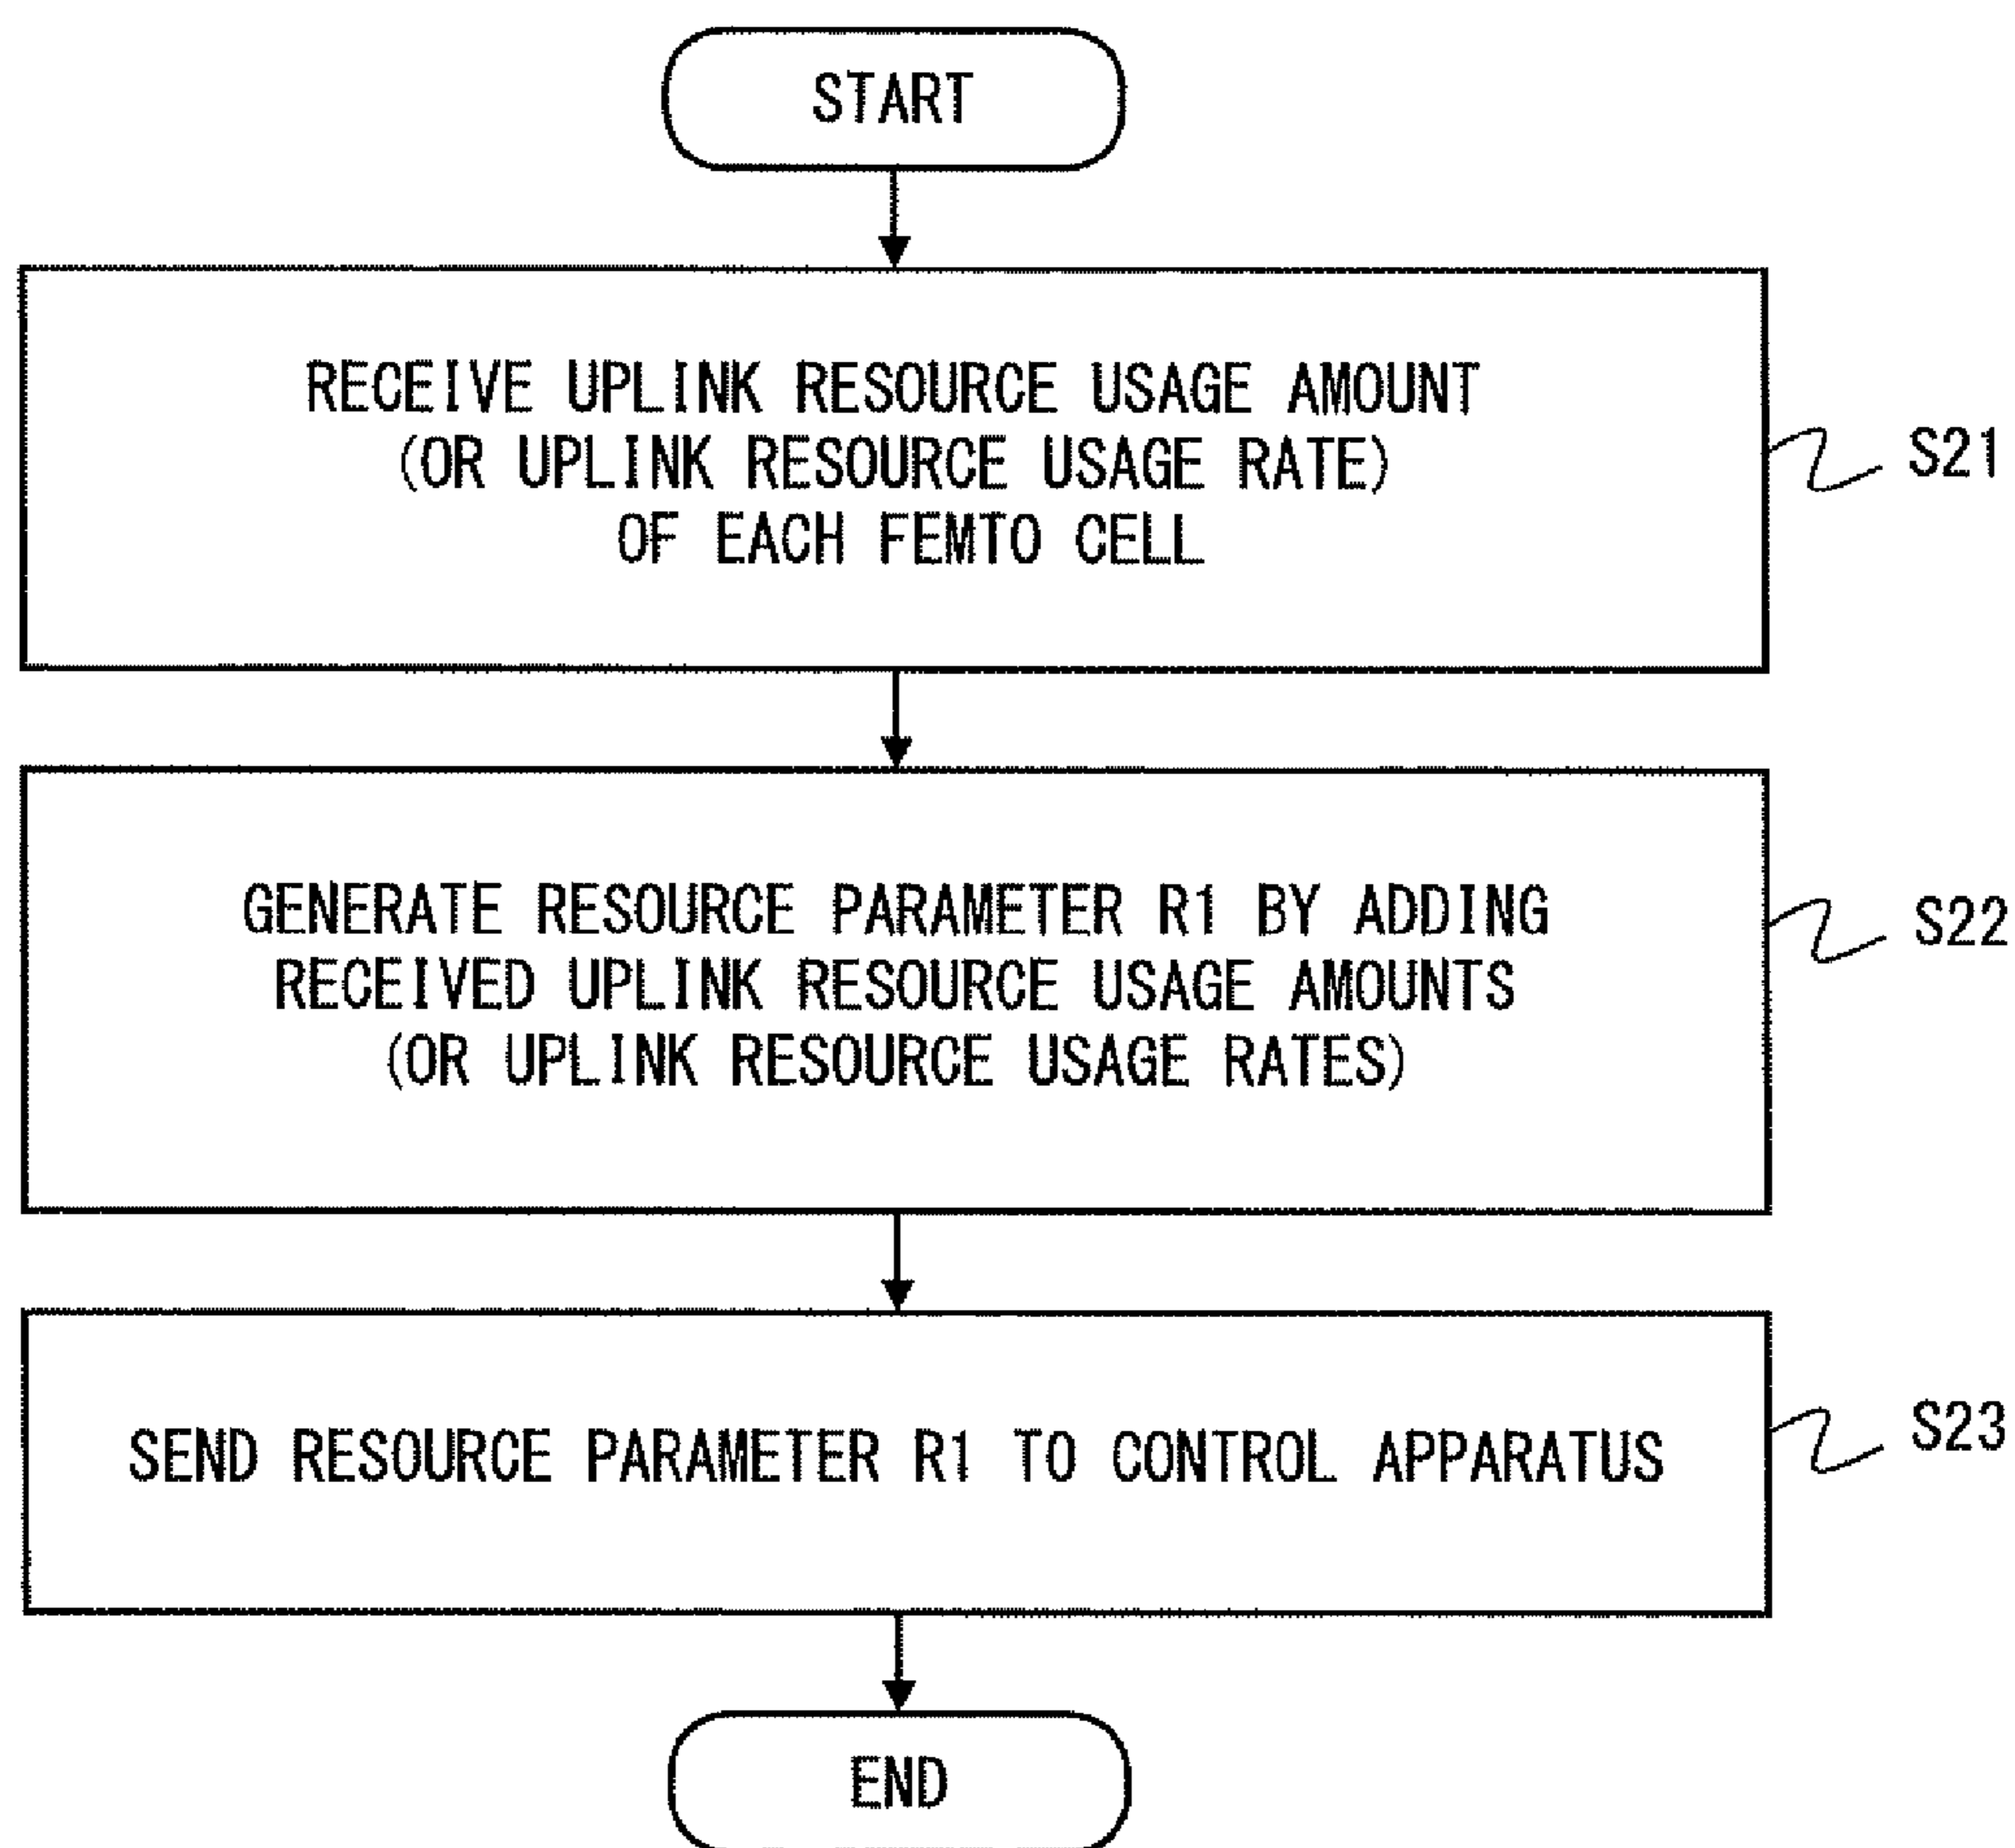 START
RECEIVE UPLINK RESOURCE USAGE AMOUNT
(OR UPLINK RESOURCE USAGE RATE)
OF EACH FEMTO CELL
S21
GENERATE RESOURCE PARAMETER R1 BY ADDING
RECEIVED UPLINK RESOURCE USAGE AMOUNTS
(OR UPLINK RESOURCE USAGE RATES)
S22
SEND RESOURCE PARAMETER R1 TO CONTROL APPARATUS
S23
END